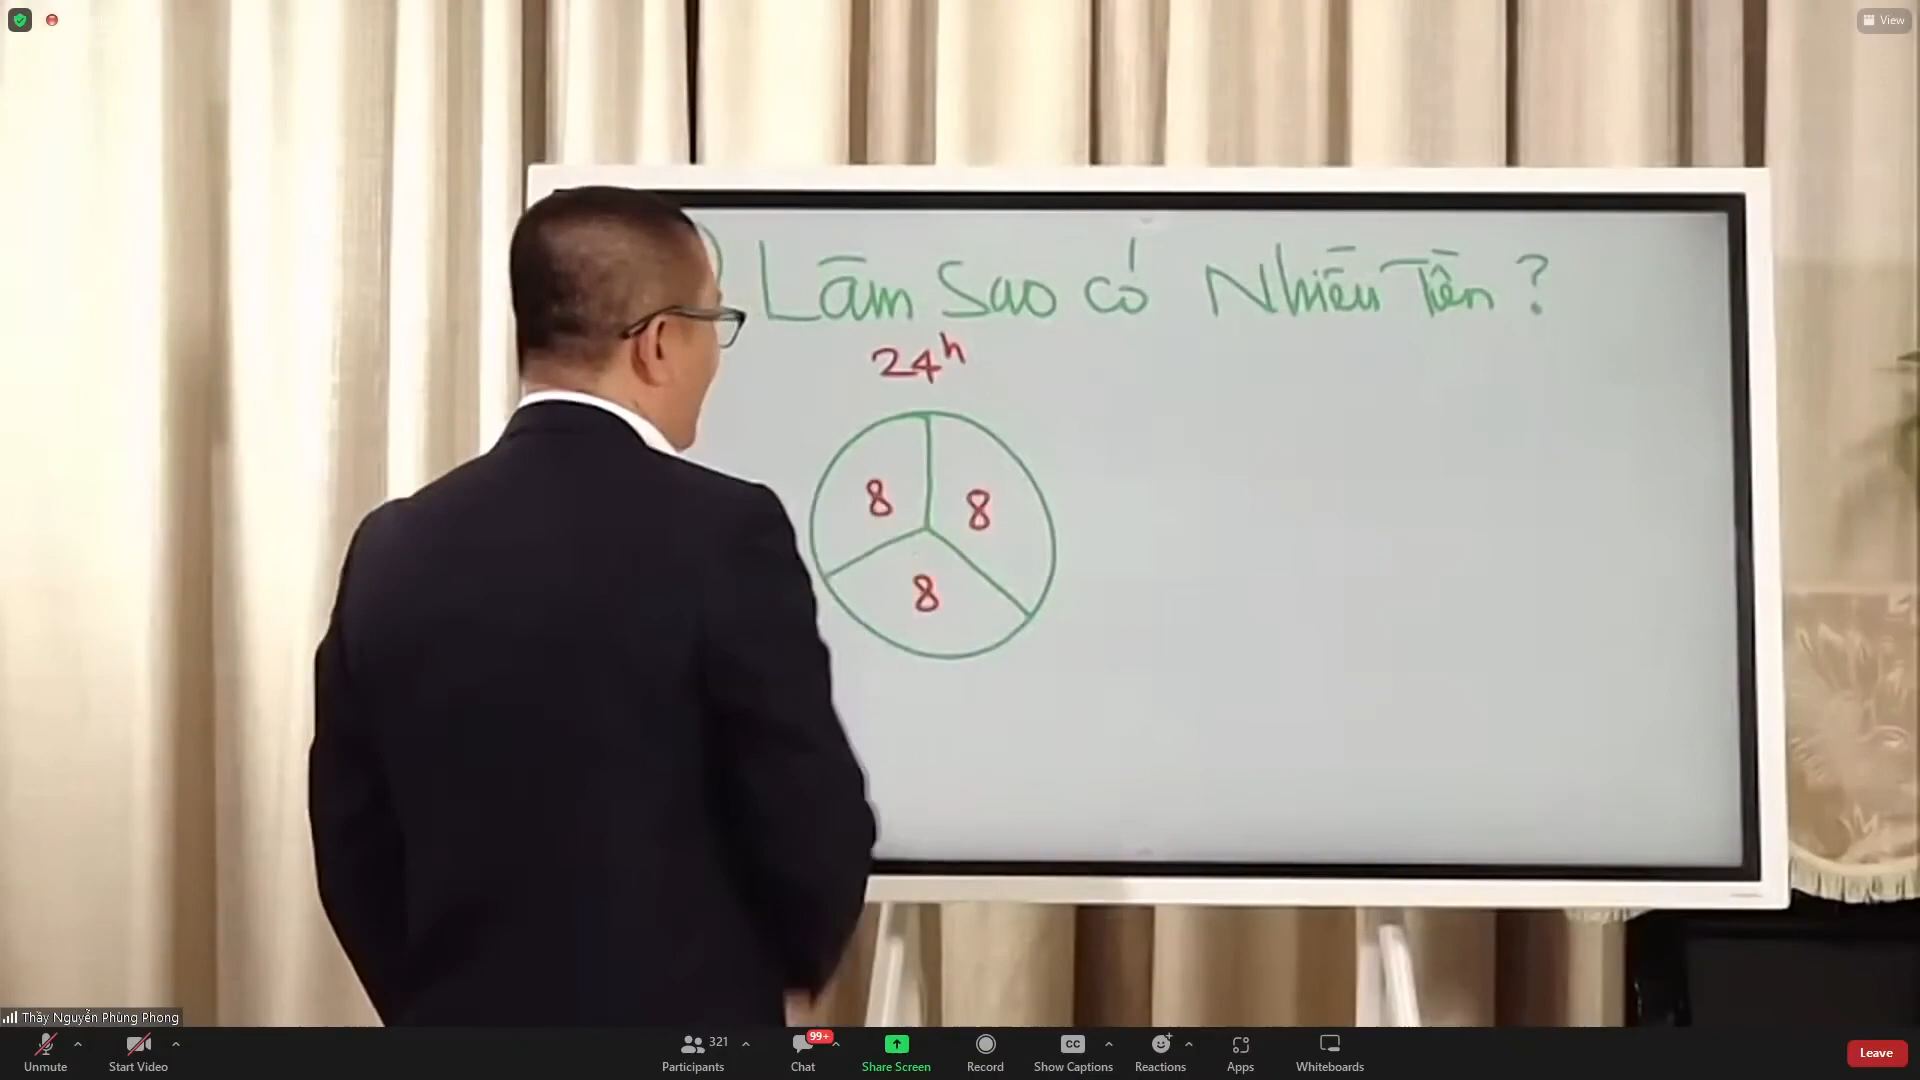 View
Làm Sao có Nhiều Tiền ?
24h
8
8
8
Thầy Nguyễn Phùng Phong
Unmute
Start Video
321
Participants
99+
Chat
Share Screen
Record
CC
Show Captions
Reactions
Apps
Whiteboards
Leave